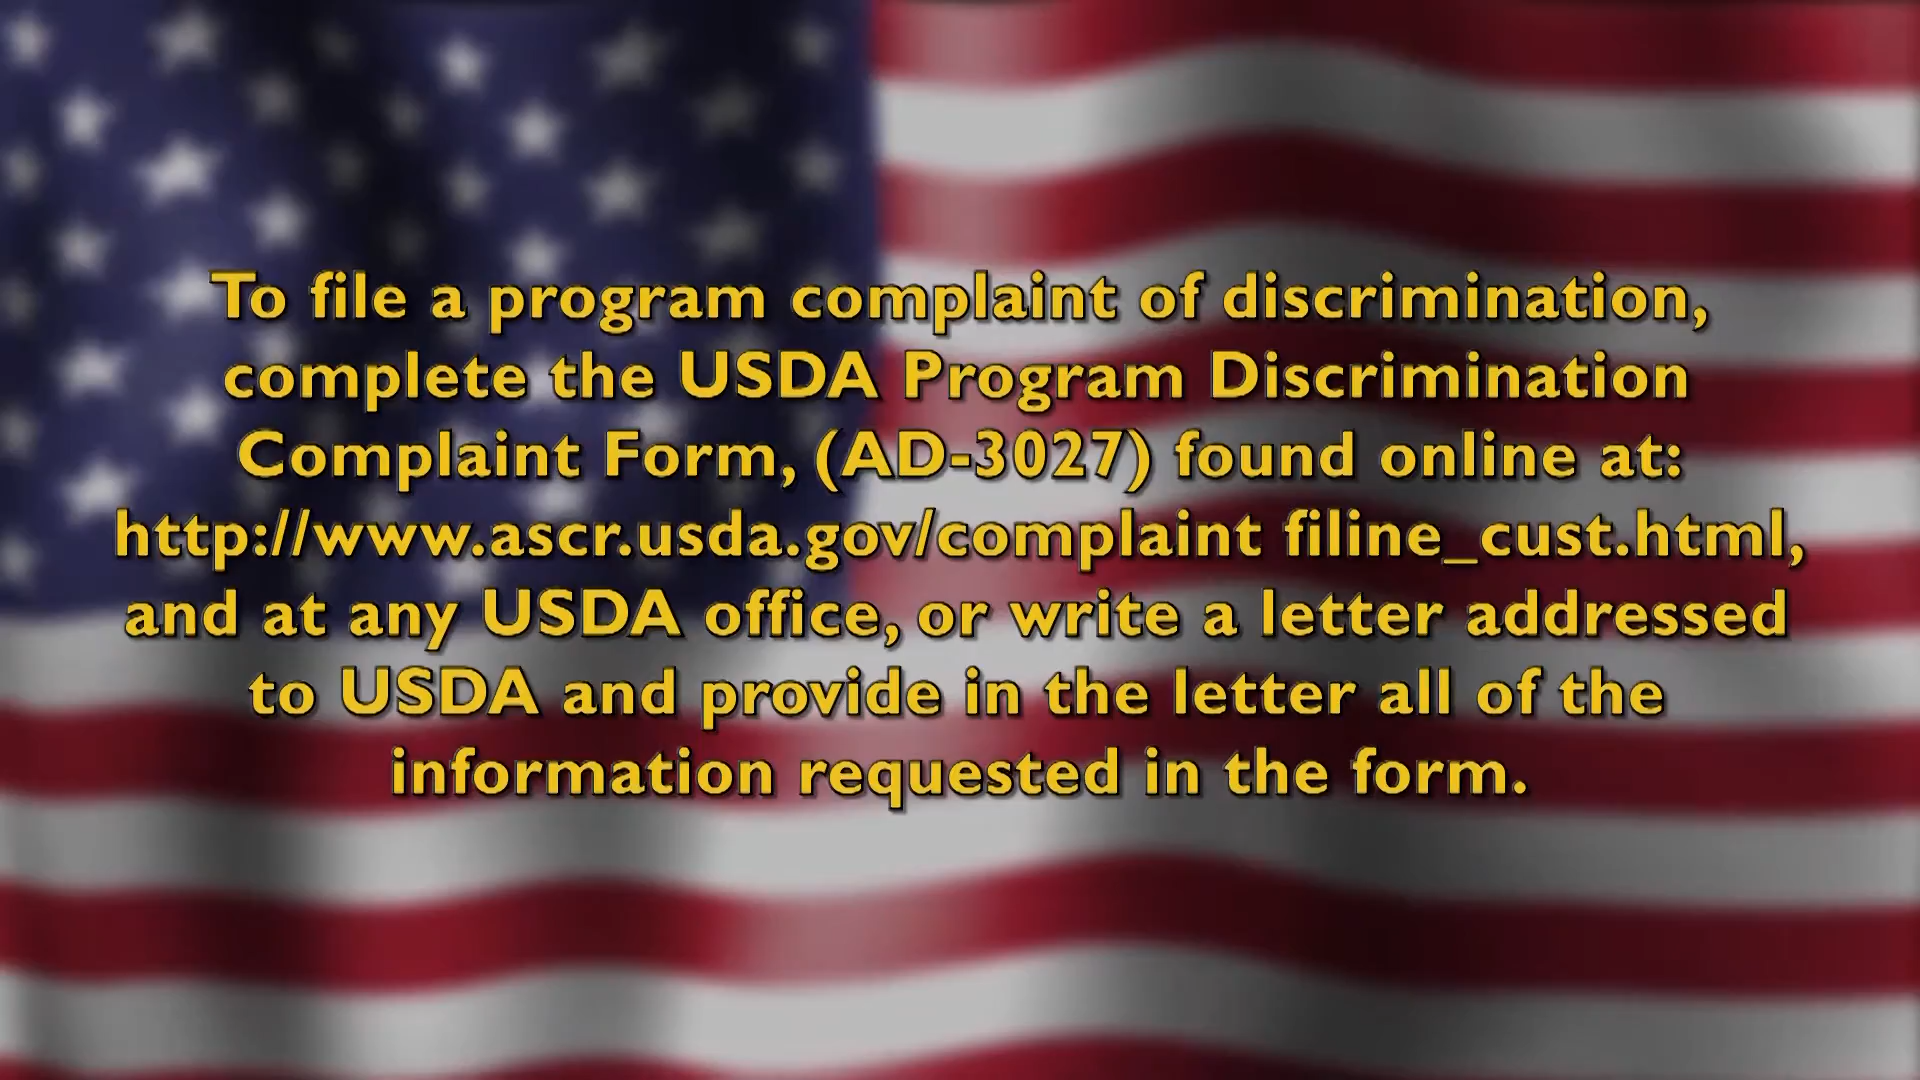 To file a program complaint of discrimination,
complete the USDA Program Discrimination
Complaint Form, (AD-3027) found online at:
http://www.ascr.usda.gov/complaint filine_cust.html,
and at any USDA office, or write a letter addressed
to USDA and provide in the letter all of the
information requested in the form.